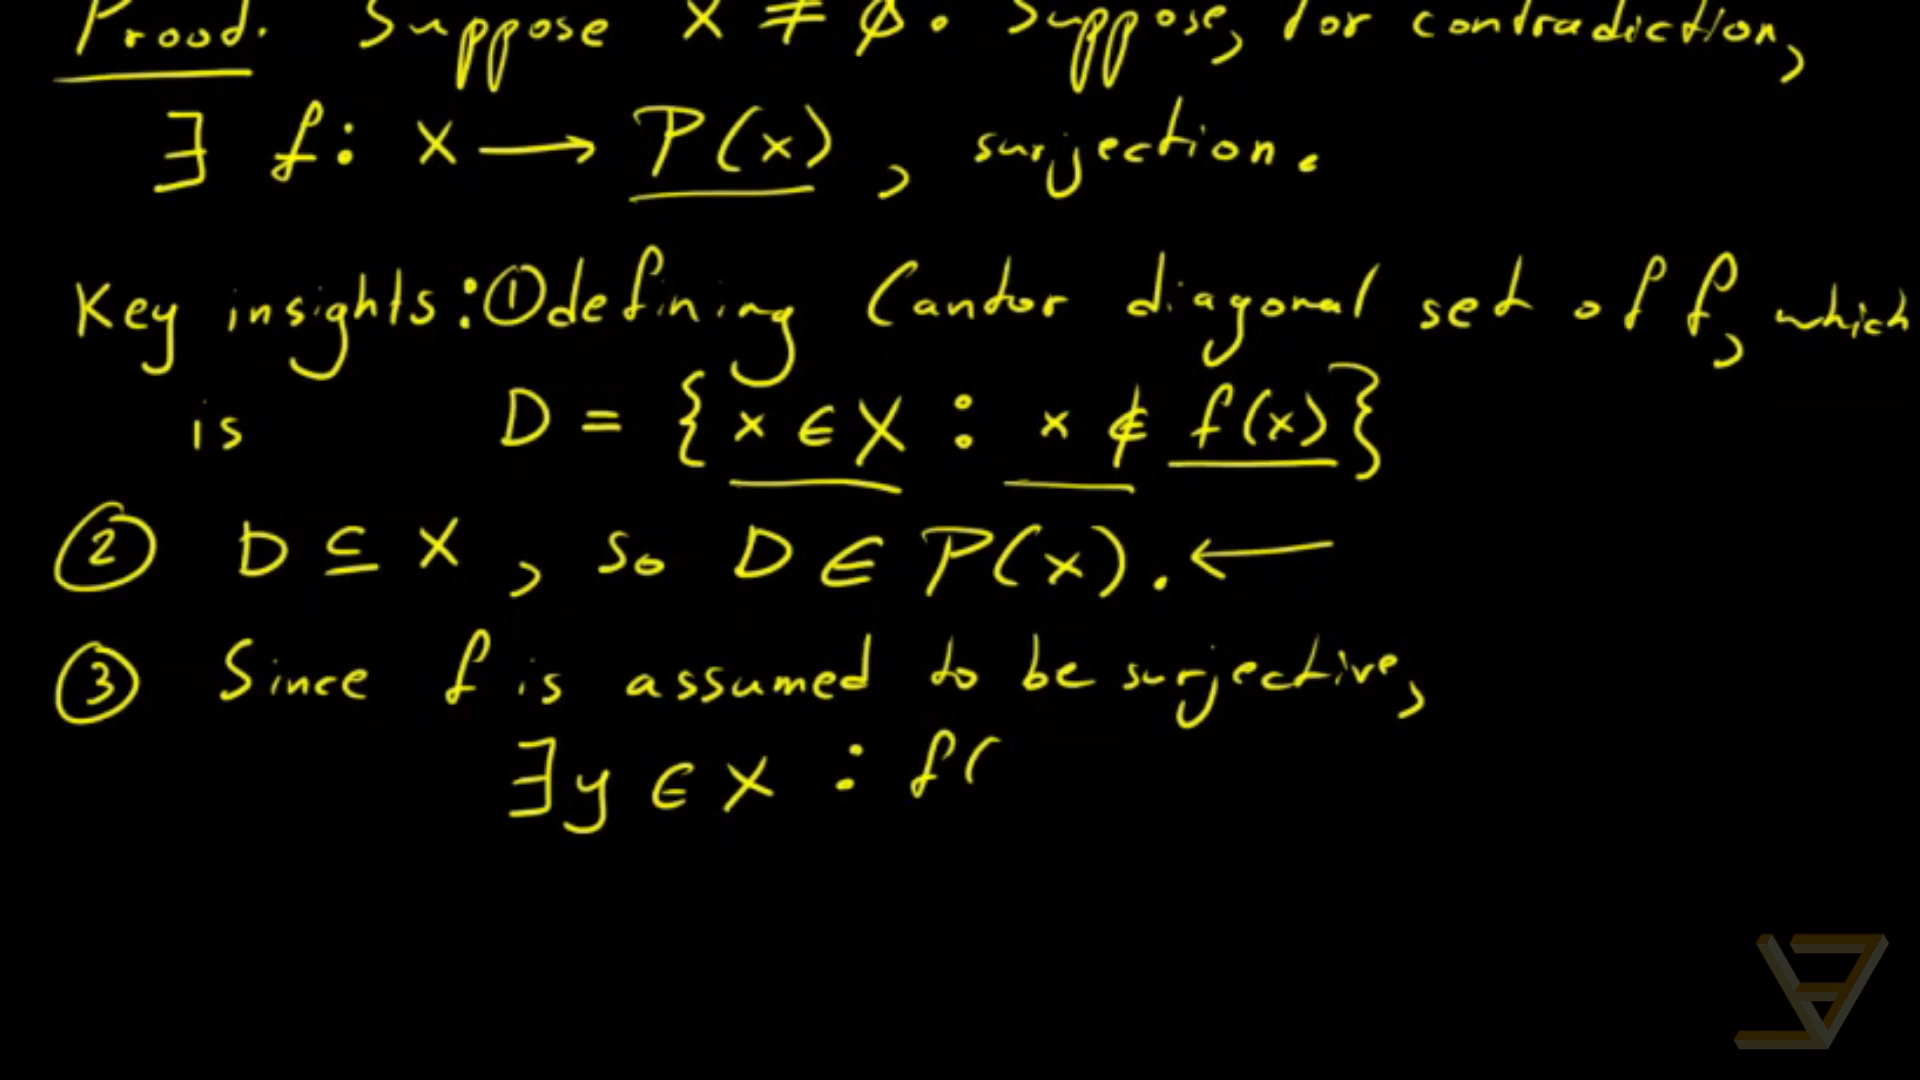 Proof. Suppose X ≠ ∅. Suppose, for contradiction,
∃ f: X → P(X), surjection.
Key insights: ① defining Cantor diagonal set of f, which
is D = {x ∈ X : x ∉ f(x)}
② D ⊆ X, so D ∈ P(X). ←
③ Since f is assumed to be surjective,
∃ y ∈ X : f(